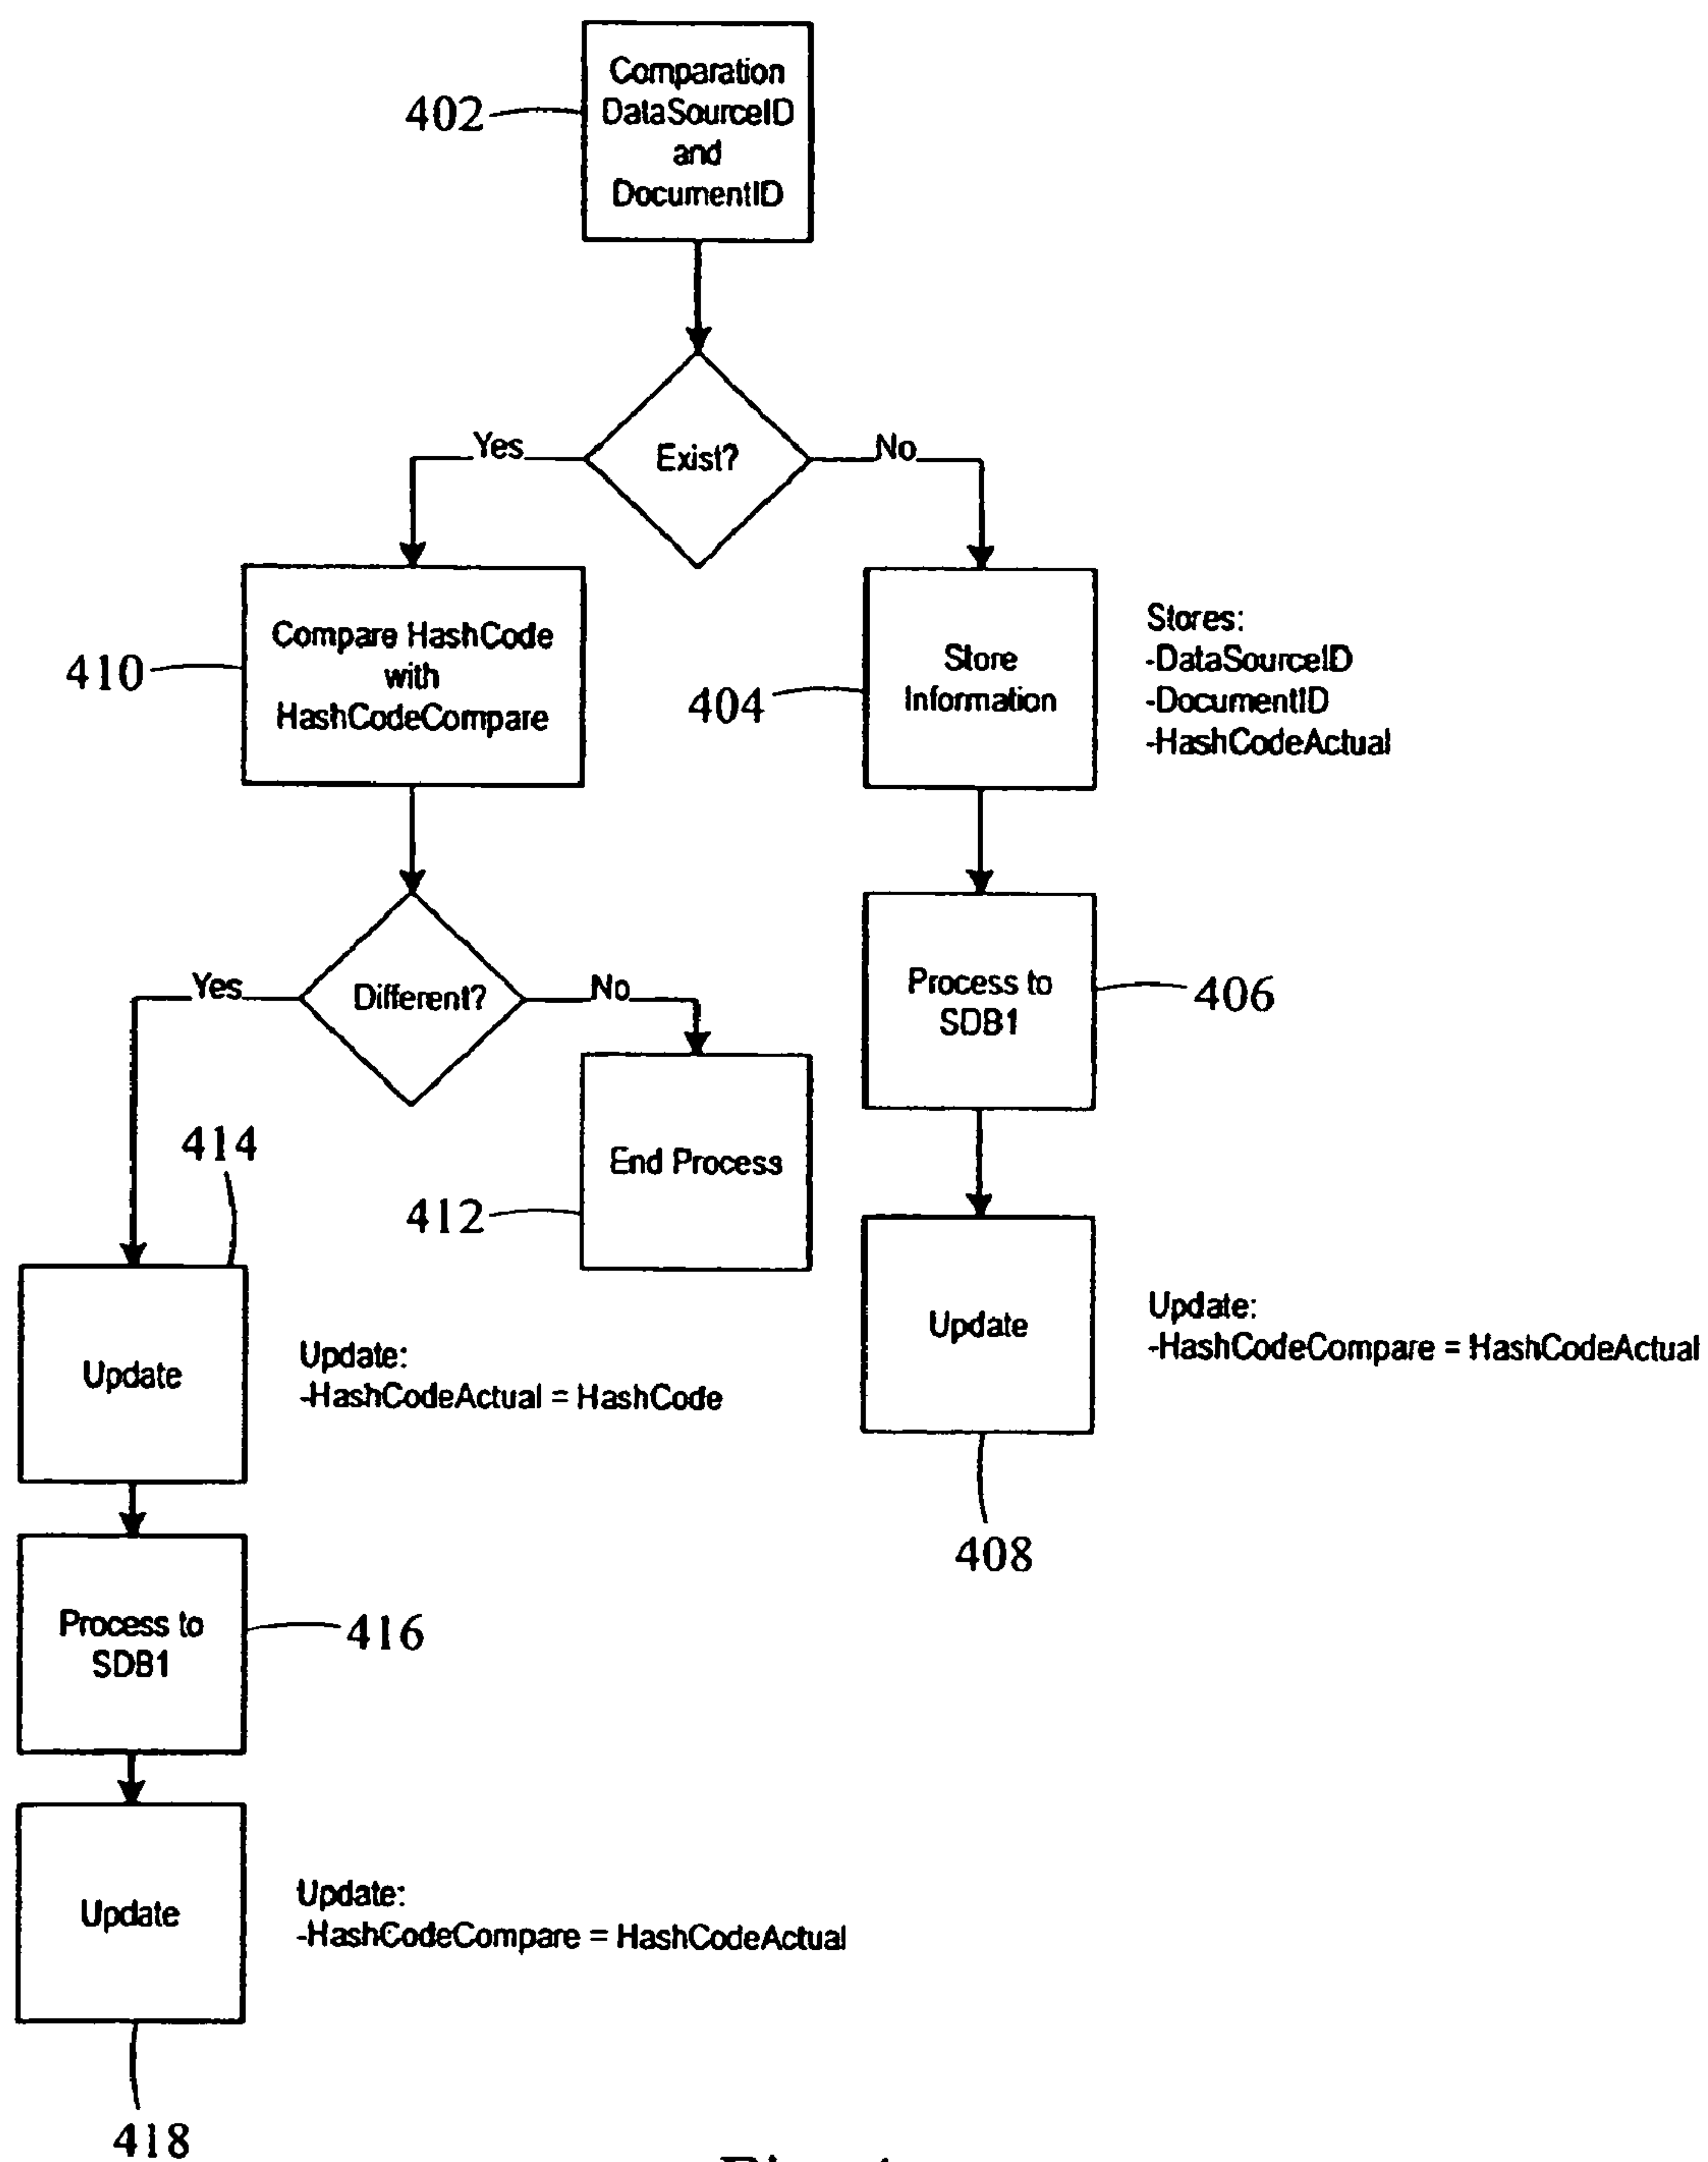 Comparation
DataSourceID
and
DocumentID
402
Exist?
Yes
No
Compare HashCode
with
HashCodeCompare
410
Store
Information
404
Stores:
-DataSourceID
-DocumentID
-HashCodeActual
Different?
Yes
No
Process to
SDB1
406
End Process
412
414
Update
Update:
-HashCodeActual = HashCode
Update
Update:
-HashCodeCompare = HashCodeActual
408
Process to
SDB1
416
Update
Update:
-HashCodeCompare = HashCodeActual
418